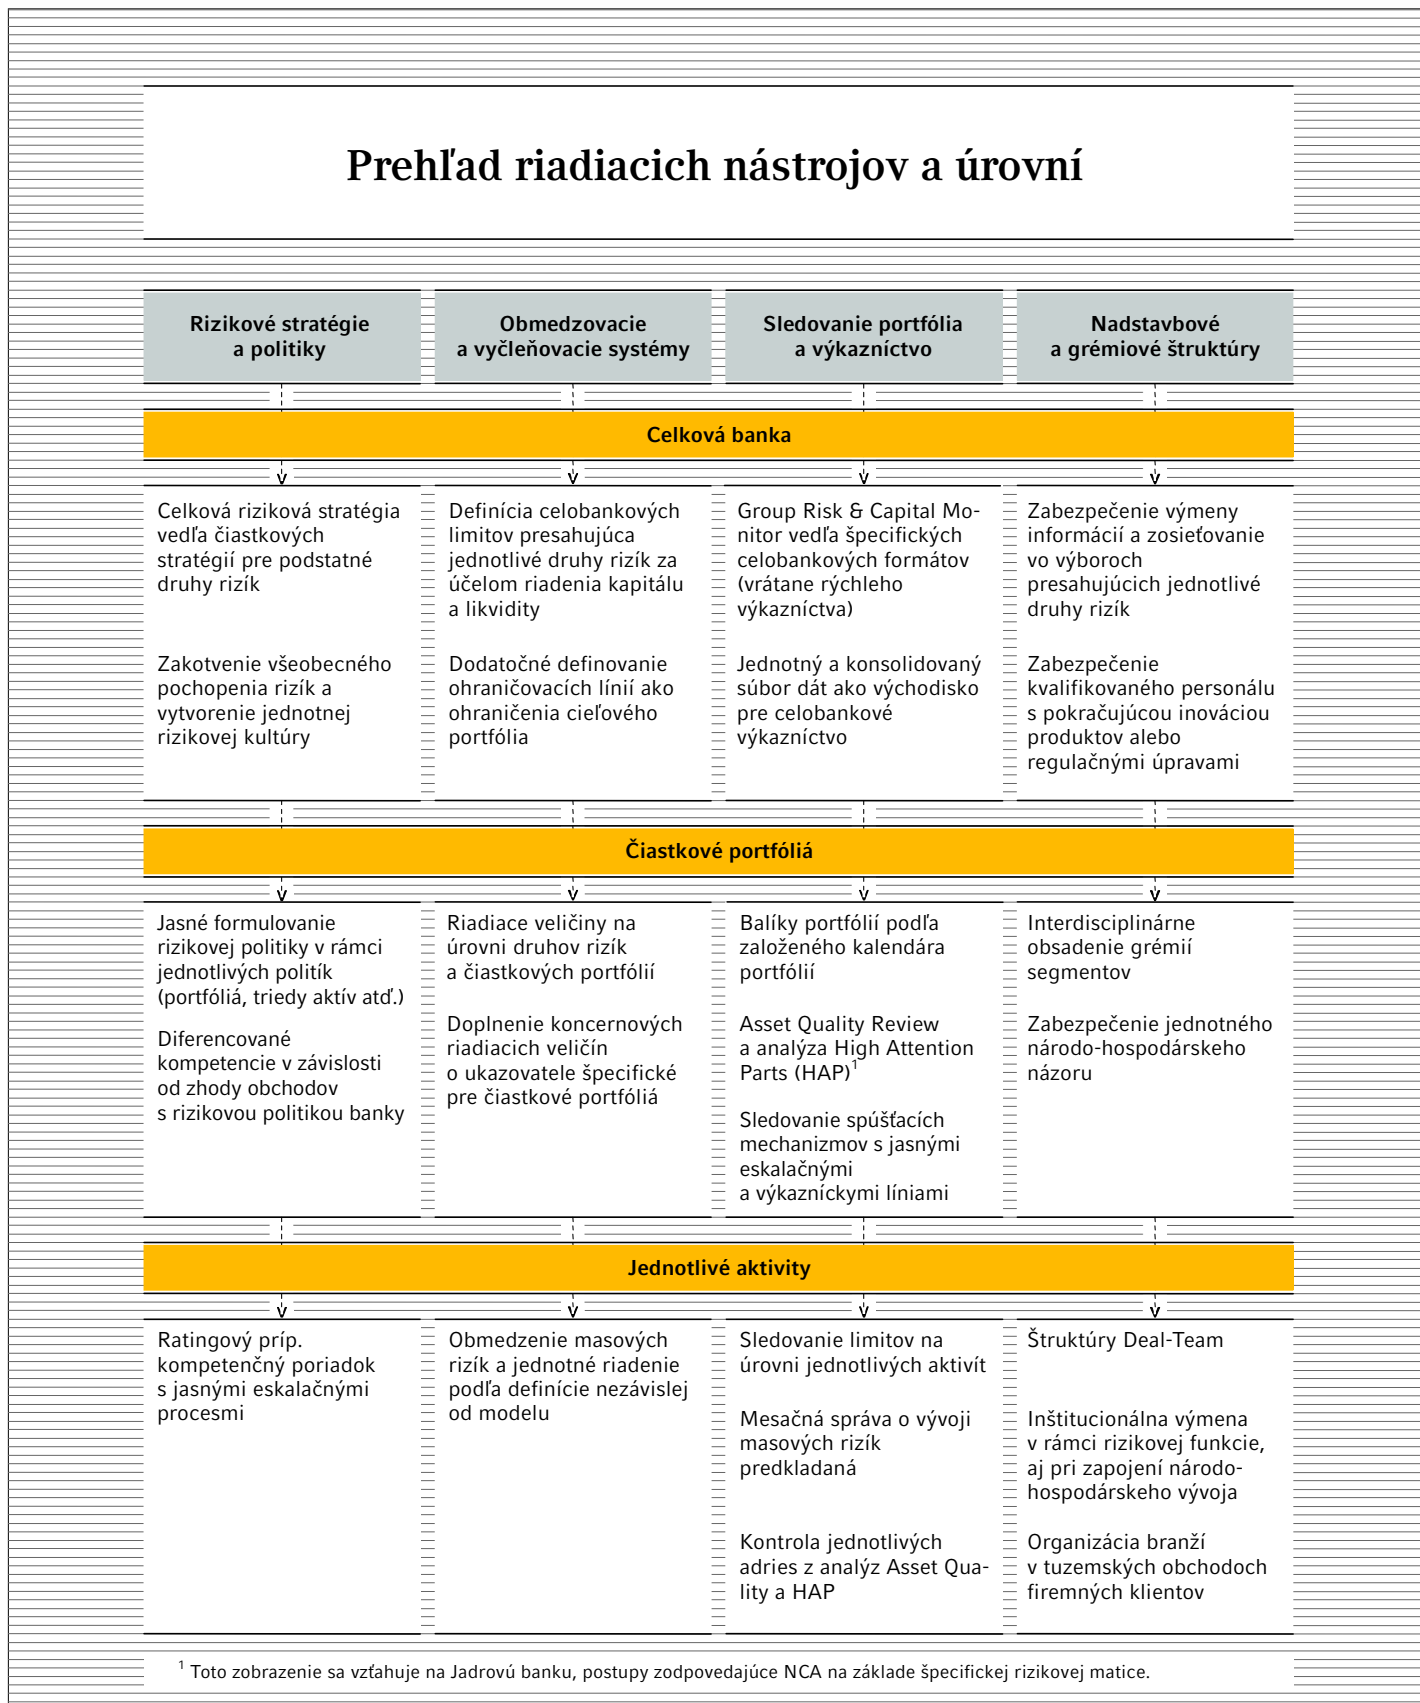 Prehľad riadiacich nástrojov a úrovní
Rizikové stratégie
a politiky
Obmedzovacie
a vyčleňovacie systémy
Sledovanie portfólia
a výkazníctvo
Nadstavbové
a grémiové štruktúry
Celková banka
Celková riziková stratégia
vedľa čiastkových
stratégií pre podstatné
druhy rizík
Zakotvenie všeobecného
pochopenia rizík a
vytvorenie jednotnej
rizikovej kultúry
Definícia celobankových
limitov presahujúca
jednotlivé druhy rizík za
účelom riadenia kapitálu
a likvidity
Dodatočné definovanie
ohraničovacích línií ako
ohraničenia cieľového
portfólia
Group Risk & Capital Mo-
nitor vedľa špecifických
celobankových formátov
(vrátane rýchleho
výkazníctva)
Jednotný a konsolidovaný
súbor dát ako východisko
pre celobankové
výkazníctvo
Zabezpečenie výmeny
informácií a zosieťovanie
vo výboroch
presahujúcich jednotlivé
druhy rizík
Zabezpečenie
kvalifikovaného personálu
s pokračujúcou inováciou
produktov alebo
regulačnými úpravami
Čiastkové portfóliá
Jasné formulovanie
rizikovej politiky v rámci
jednotlivých politík
(portfóliá, triedy aktív atď.)
Diferencované
kompetencie v závislosti
od zhody obchodov
s rizikovou politikou banky
Riadiace veličiny na
úrovni druhov rizík
a čiastkových portfólií
Doplnenie koncernových
riadiacich veličín
o ukazovatele špecifické
pre čiastkové portfóliá
Balíky portfólií podľa
založeného kalendára
portfólií
Asset Quality Review
a analýza High Attention
Parts (HAP)1
Sledovanie spúšťacích
mechanizmov s jasnými
eskalačnými
a výkazníckymi líniami
Interdisciplinárne
obsadenie grémií
segmentov
Zabezpečenie jednotného
národo-hospodárskeho
názoru
Jednotlivé aktivity
Ratingový príp.
kompetenčný poriadok
s jasnými eskalačnými
procesmi
Obmedzenie masových
rizík a jednotné riadenie
podľa definície nezávislej
od modelu
Sledovanie limitov na
úrovni jednotlivých aktivít
Mesačná správa o vývoji
masových rizík
predkladaná
Kontrola jednotlivých
adries z analýz Asset Qua-
lity a HAP
Štruktúry Deal-Team
Inštitucionálna výmena
v rámci rizikovej funkcie,
aj pri zapojení národo-
hospodárskeho vývoja
Organizácia branží
v tuzemských obchodoch
firemných klientov
1 Toto zobrazenie sa vzťahuje na Jadrovú banku, postupy zodpovedajúce NCA na základe špecifickej rizikovej matice.